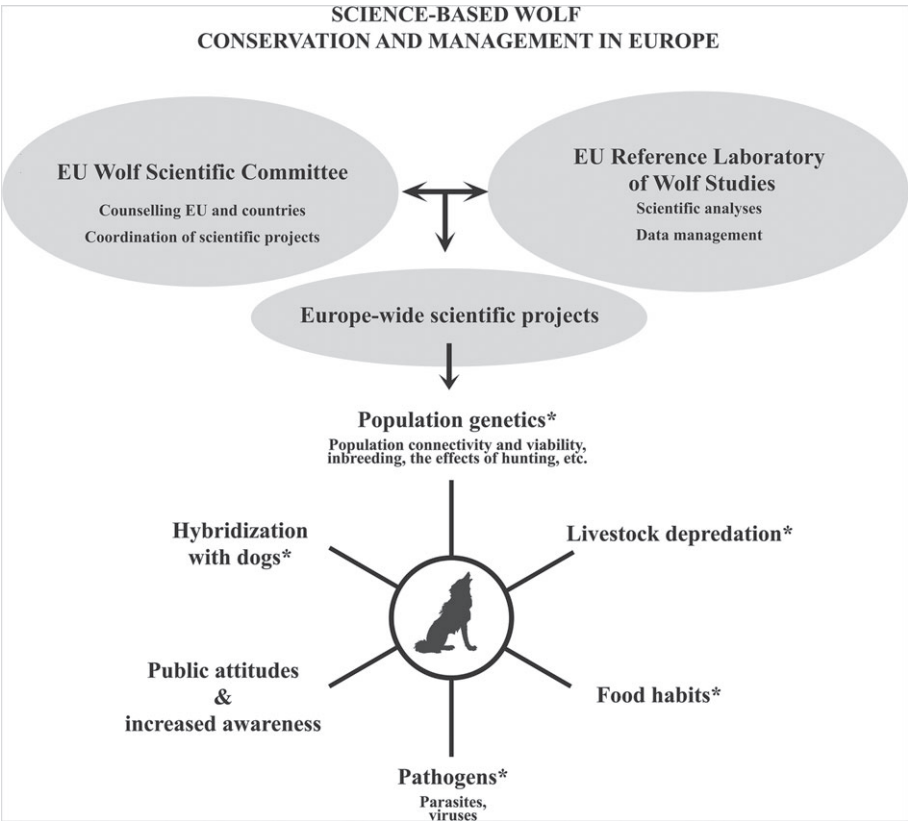 SCIENCE-BASED WOLF
CONSERVATION AND MANAGEMENT IN EUROPE
EU Wolf Scientific Committee
Counselling EU and countries
Coordination of scientific projects
EU Reference Laboratory
of Wolf Studies
Scientific analyses
Data management
Europe-wide scientific projects
Population genetics*
Population connectivity and viability,
inbreeding, the effects of hunting, etc.
Hybridization
with dogs*
Livestock depredation*
Public attitudes
&
increased awareness
Food habits*
Pathogens*
Parasites,
viruses